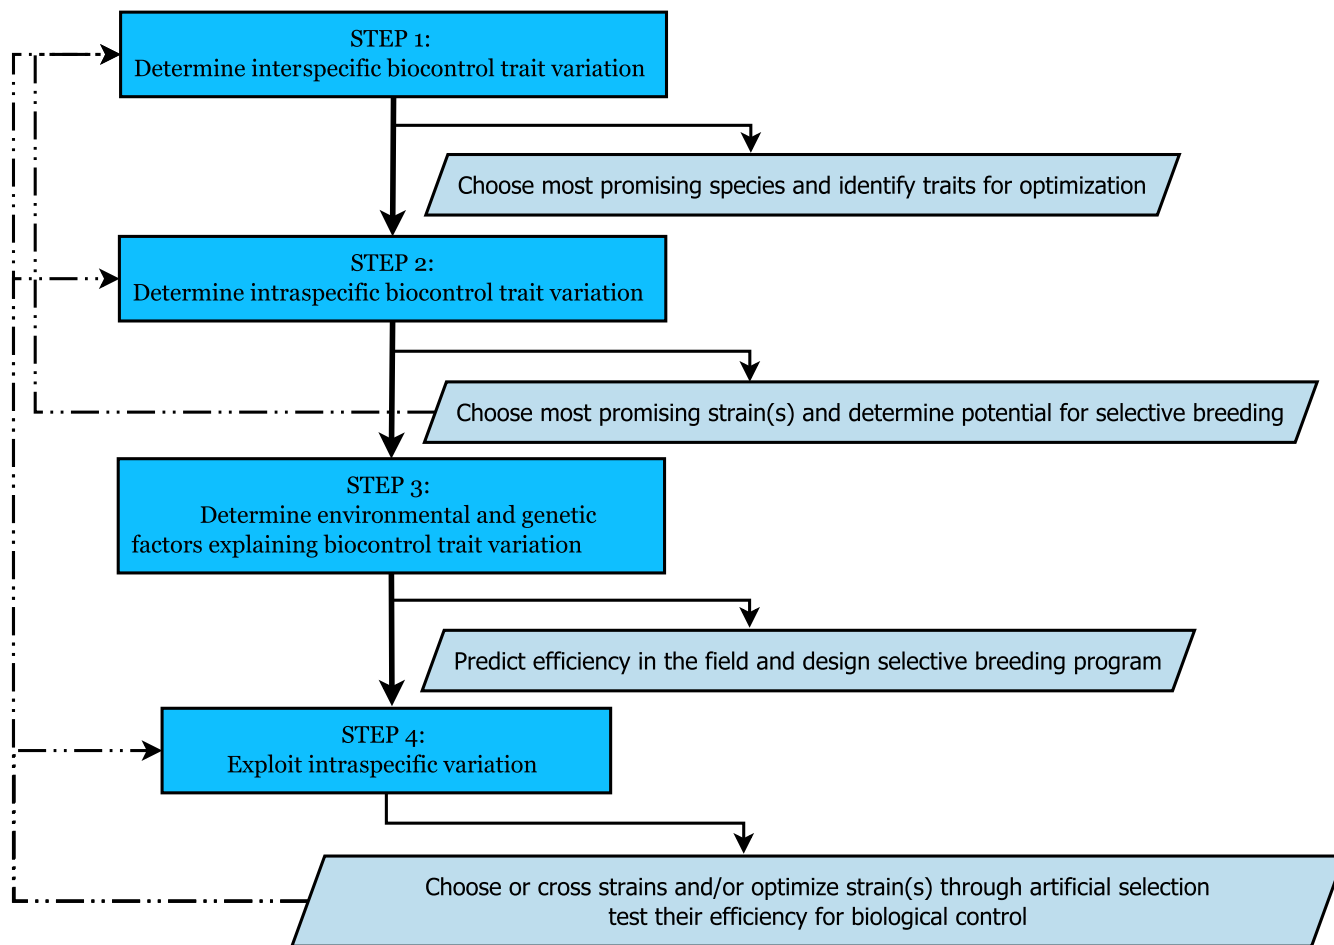 STEP 1:
Determine interspecific biocontrol trait variation
Choose most promising species and identify traits for optimization
STEP 2:
Determine intraspecific biocontrol trait variation
Choose most promising strain(s) and determine potential for selective breeding
STEP 3:
Determine environmental and genetic
factors explaining biocontrol trait variation
Predict efficiency in the field and design selective breeding program
STEP 4:
Exploit intraspecific variation
Choose or cross strains and/or optimize strain(s) through artificial selection
test their efficiency for biological control